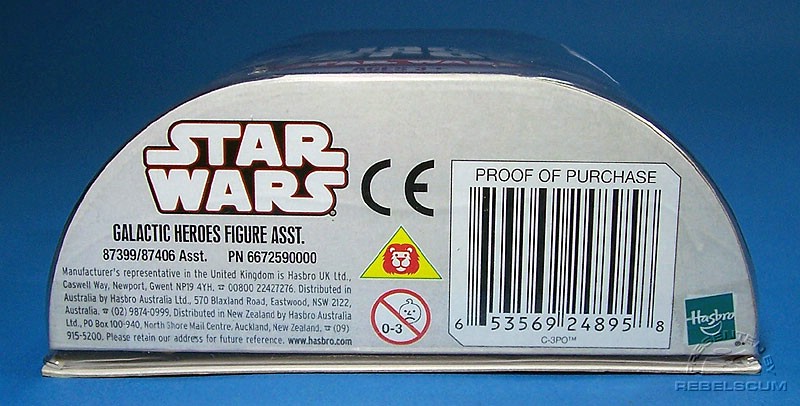 STAR
WARS
GALACTIC HEROES FIGURE ASST.
87399/87406 Asst. PN 6672590000
Manufacturer's representative in the United Kingdom is Hasbro UK Ltd.,
Caswell Way, Newport, Gwent NP19 4YH. ☎ 00800 22427276. Distributed in
Australia by Hasbro Australia Ltd., 570 Blaxland Road, Eastwood, NSW 2122,
Australia. ☎ (02) 9874-0999. Distributed in New Zealand by Hasbro Australia
Ltd., PO Box 100-940, North Shore Mail Centre, Auckland, New Zealand. ☎ (09)
915-5200. Please retain our address for future reference. www.hasbro.com
CE
0-3
PROOF OF PURCHASE
6 53569 24895 8
C-3PO™
Hasbro
REBELSCUM